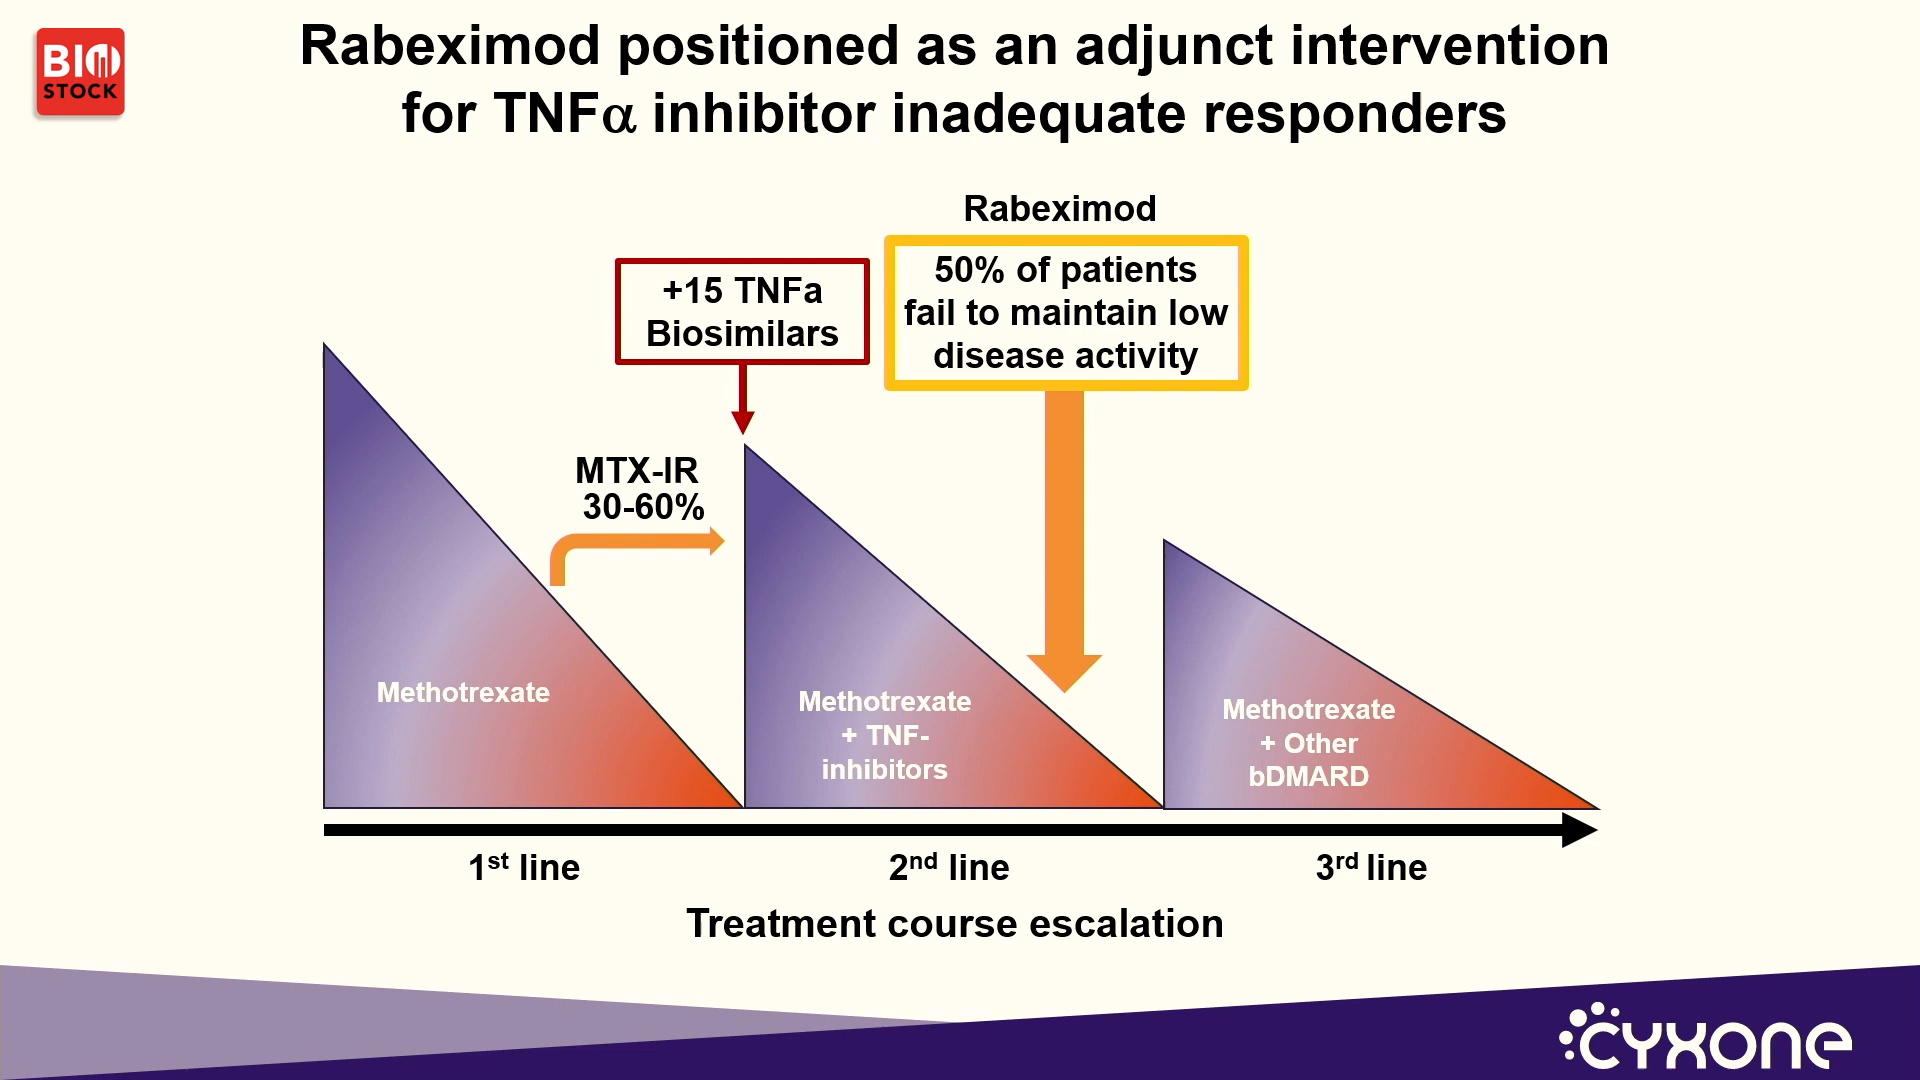 BIO
STOCK
Rabeximod positioned as an adjunct intervention
for TNFα inhibitor inadequate responders
Rabeximod
50% of patients
fail to maintain low
disease activity
+15 TNFa
Biosimilars
MTX-IR
30-60%
Methotrexate
Methotrexate
+ TNF-
inhibitors
Methotrexate
+ Other
bDMARD
1st line
2nd line
3rd line
Treatment course escalation
CYXONE